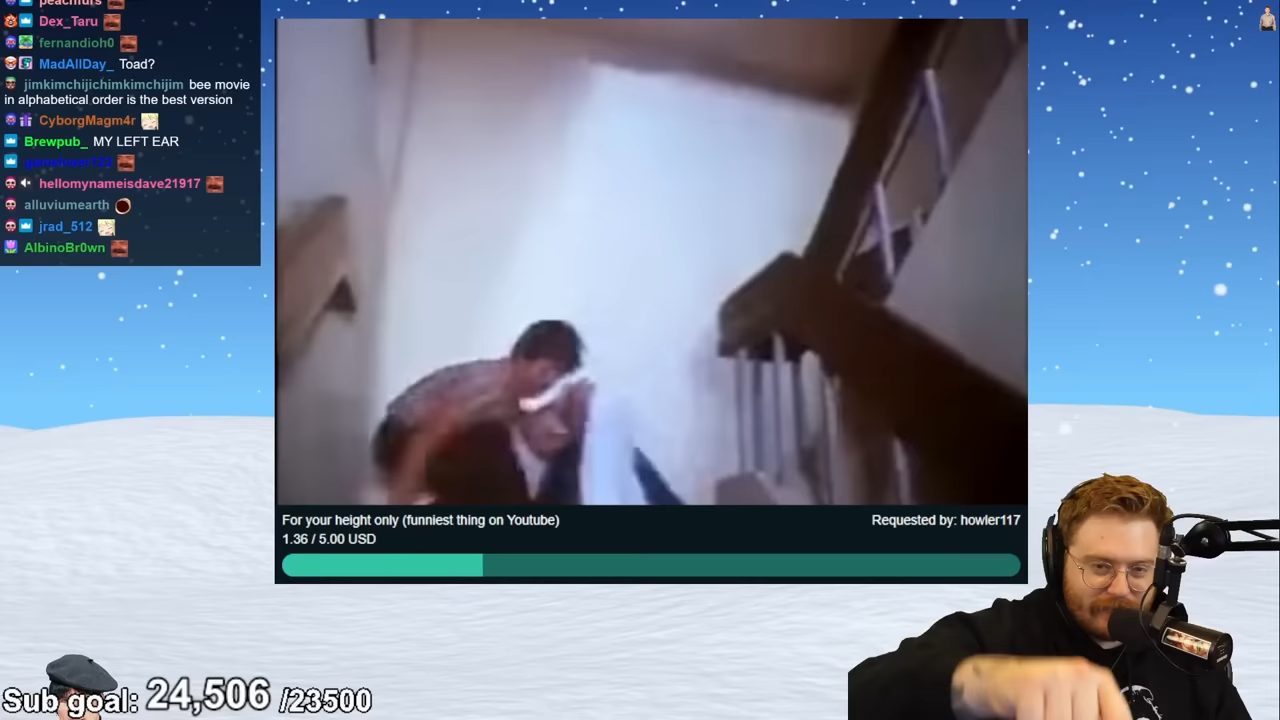 peachfurs
Dex_Taru
fernandioh0
MadAllDay_ Toad?
jimkimchijichimkimchijim bee movie
in alphabetical order is the best version
CyborgMagm4r
Brewpub_ MY LEFT EAR
hellomynameisdave21917
alluviumearth
jrad_512
AlbinoBr0wn
For your height only (funniest thing on Youtube)
Requested by: howler117
1.36 / 5.00 USD
Sub goal: 24,506 /23500